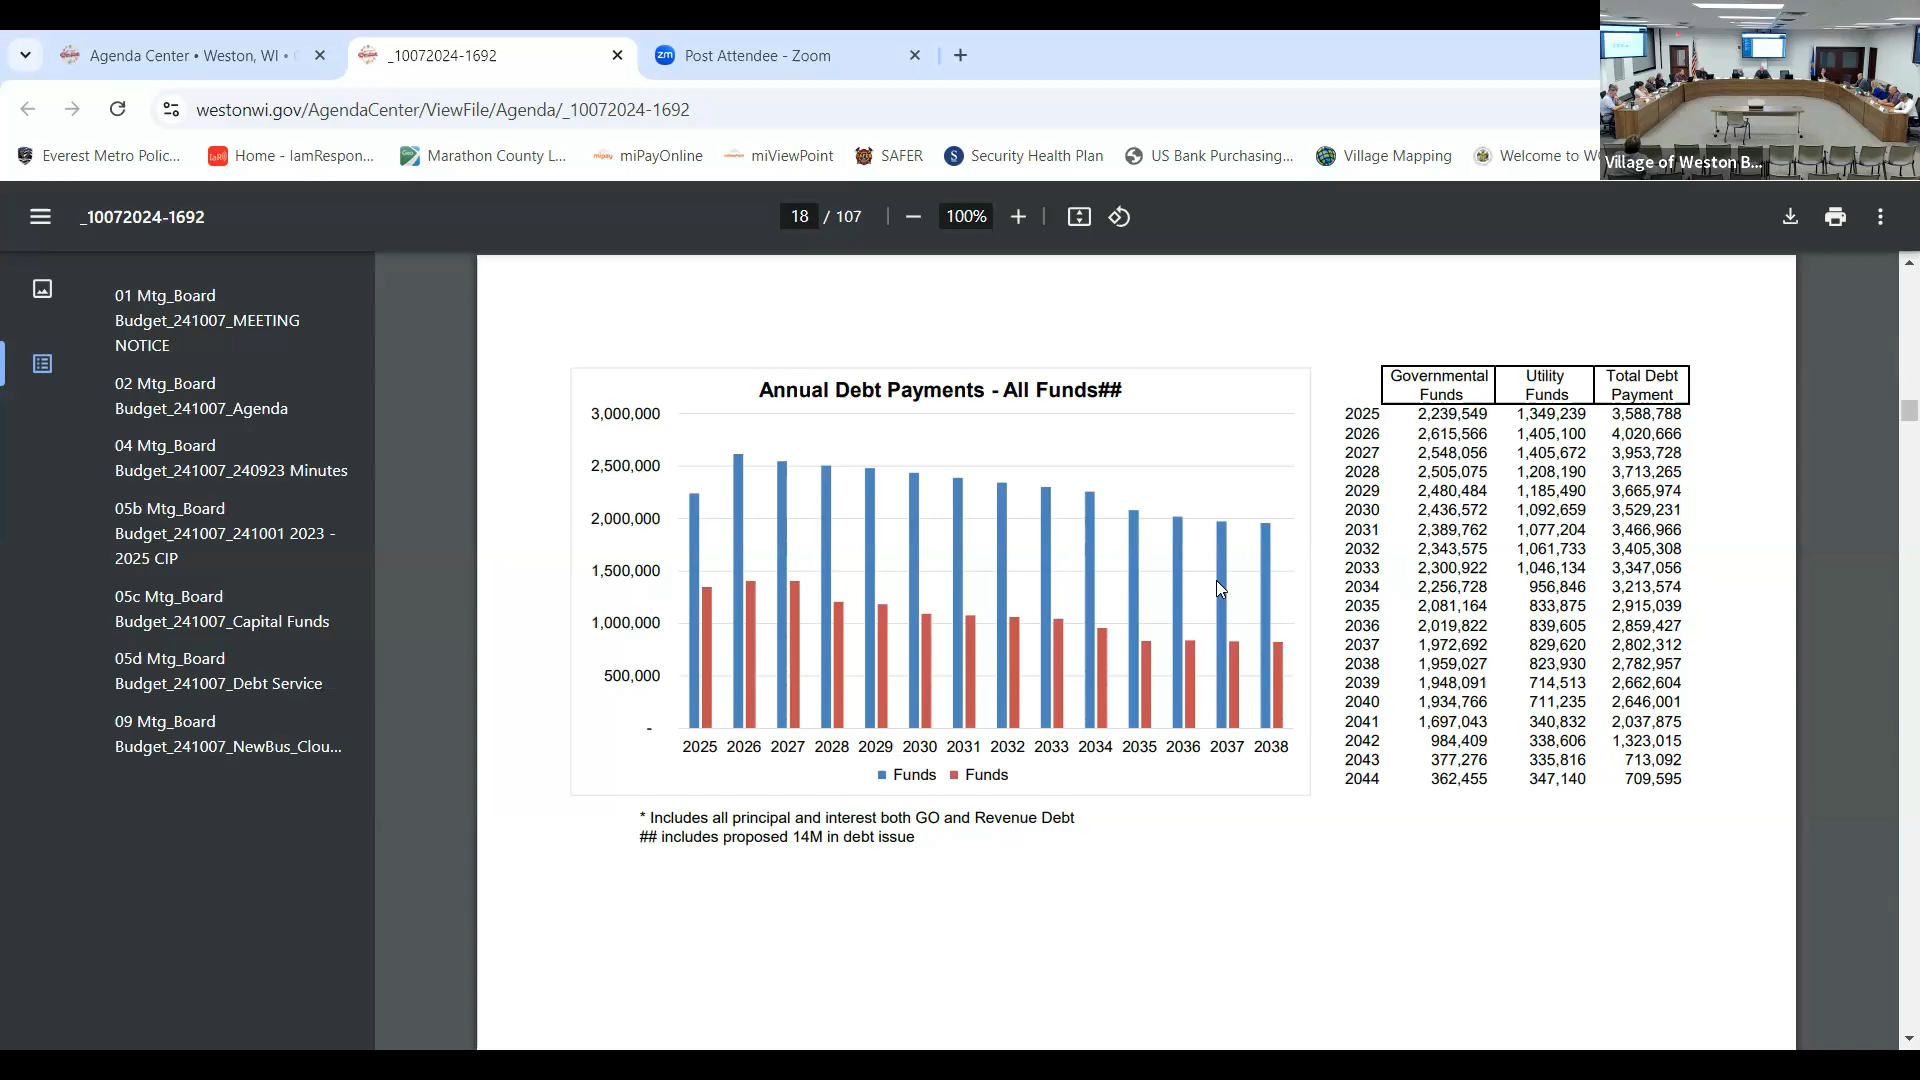 Agenda Center • Weston, WI •
_10072024-1692
zm Post Attendee - Zoom
westonwi.gov/AgendaCenter/ViewFile/Agenda/_10072024-1692
Everest Metro Polic...
IaR Home - IamRespon...
Marathon County L...
miPayOnline
miViewPoint
SAFER
S Security Health Plan
US Bank Purchasing...
Village Mapping
Welcome to W
Village of Weston B...
_10072024-1692
18 / 107
100%
01 Mtg_Board
Budget_241007_MEETING
NOTICE
02 Mtg_Board
Budget_241007_Agenda
04 Mtg_Board
Budget_241007_240923 Minutes
05b Mtg_Board
Budget_241007_241001 2023 -
2025 CIP
05c Mtg_Board
Budget_241007_Capital Funds
05d Mtg_Board
Budget_241007_Debt Service
09 Mtg_Board
Budget_241007_NewBus_Clou...
Annual Debt Payments - All Funds##
3,000,000
2,500,000
2,000,000
1,500,000
1,000,000
500,000
-
2025 2026 2027 2028 2029 2030 2031 2032 2033 2034 2035 2036 2037 2038
Funds Funds
* Includes all principal and interest both GO and Revenue Debt
## includes proposed 14M in debt issue
Governmental Utility Total Debt
Funds Funds Payment
2025 2,239,549 1,349,239 3,588,788
2026 2,615,566 1,405,100 4,020,666
2027 2,548,056 1,405,672 3,953,728
2028 2,505,075 1,208,190 3,713,265
2029 2,480,484 1,185,490 3,665,974
2030 2,436,572 1,092,659 3,529,231
2031 2,389,762 1,077,204 3,466,966
2032 2,343,575 1,061,733 3,405,308
2033 2,300,922 1,046,134 3,347,056
2034 2,256,728 956,846 3,213,574
2035 2,081,164 833,875 2,915,039
2036 2,019,822 839,605 2,859,427
2037 1,972,692 829,620 2,802,312
2038 1,959,027 823,930 2,782,957
2039 1,948,091 714,513 2,662,604
2040 1,934,766 711,235 2,646,001
2041 1,697,043 340,832 2,037,875
2042 984,409 338,606 1,323,015
2043 377,276 335,816 713,092
2044 362,455 347,140 709,595